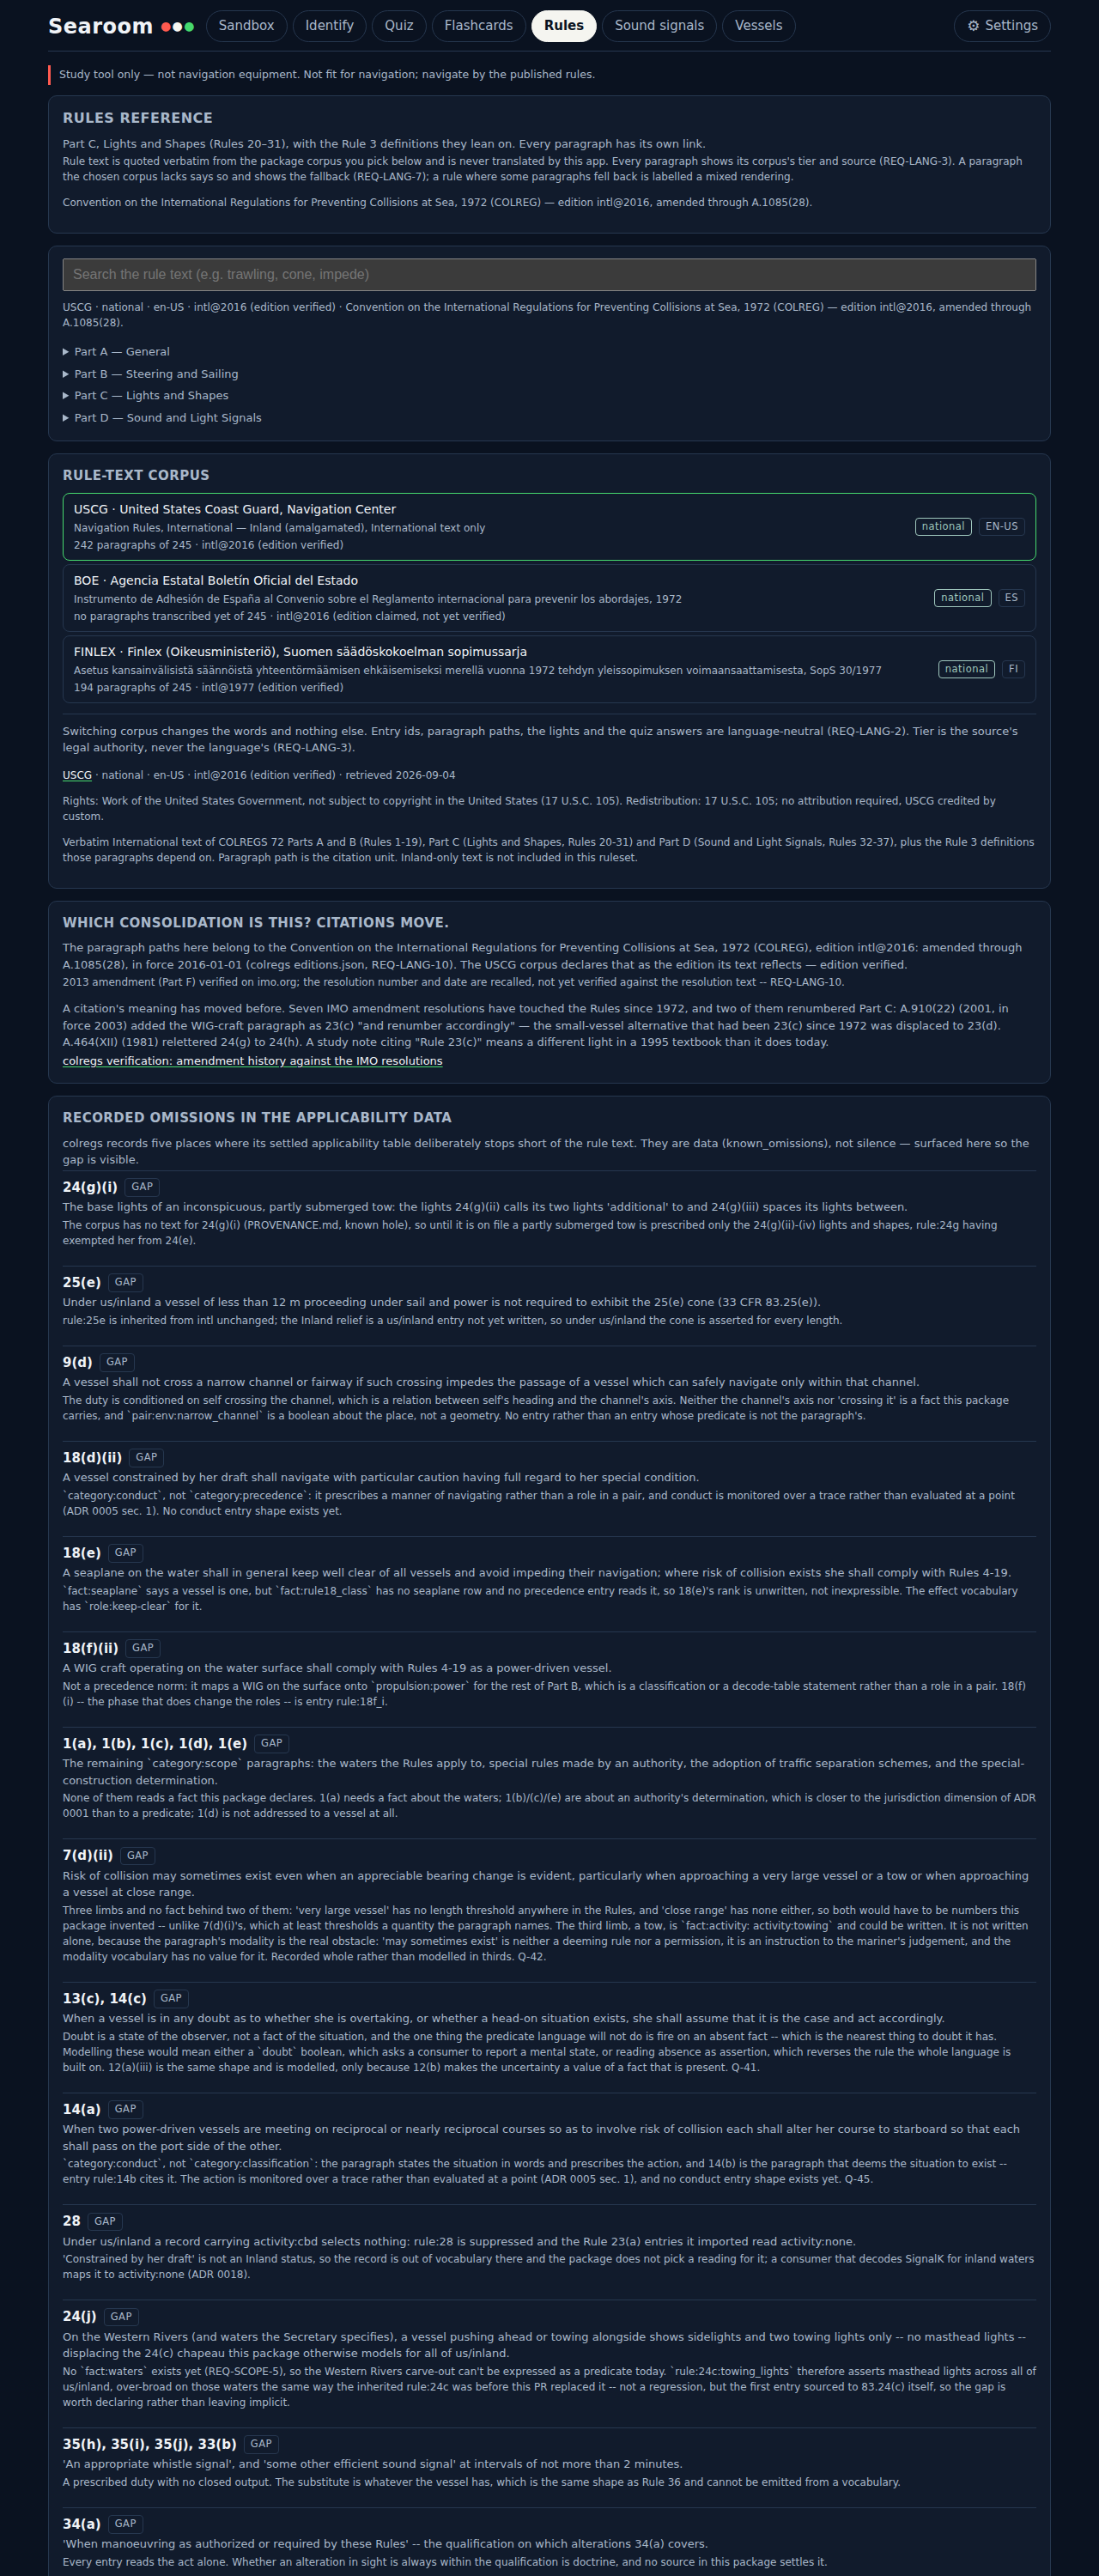 Searoom
Sandbox
Identify
Quiz
Flashcards
Rules
Sound signals
Vessels
⚙ Settings
Study tool only — not navigation equipment. Not fit for navigation; navigate by the published rules.
RULES REFERENCE
Part C, Lights and Shapes (Rules 20–31), with the Rule 3 definitions they lean on. Every paragraph has its own link.
Rule text is quoted verbatim from the package corpus you pick below and is never translated by this app. Every paragraph shows its corpus's tier and source (REQ-LANG-3). A paragraph
the chosen corpus lacks says so and shows the fallback (REQ-LANG-7); a rule where some paragraphs fell back is labelled a mixed rendering.
Convention on the International Regulations for Preventing Collisions at Sea, 1972 (COLREG) — edition intl@2016, amended through A.1085(28).
Search the rule text (e.g. trawling, cone, impede)
USCG · national · en-US · intl@2016 (edition verified) · Convention on the International Regulations for Preventing Collisions at Sea, 1972 (COLREG) — edition intl@2016, amended through
A.1085(28).
▶ Part A — General
▶ Part B — Steering and Sailing
▶ Part C — Lights and Shapes
▶ Part D — Sound and Light Signals
RULE-TEXT CORPUS
USCG · United States Coast Guard, Navigation Center
Navigation Rules, International — Inland (amalgamated), International text only
242 paragraphs of 245 · intl@2016 (edition verified)
national
EN-US
BOE · Agencia Estatal Boletín Oficial del Estado
Instrumento de Adhesión de España al Convenio sobre el Reglamento internacional para prevenir los abordajes, 1972
no paragraphs transcribed yet of 245 · intl@2016 (edition claimed, not yet verified)
national
ES
FINLEX · Finlex (Oikeusministeriö), Suomen säädöskokoelman sopimussarja
Asetus kansainvälisistä säännöistä yhteentörmäämisen ehkäisemiseksi merellä vuonna 1972 tehdyn yleissopimuksen voimaansaattamisesta, SopS 30/1977
194 paragraphs of 245 · intl@1977 (edition verified)
national
FI
Switching corpus changes the words and nothing else. Entry ids, paragraph paths, the lights and the quiz answers are language-neutral (REQ-LANG-2). Tier is the source's
legal authority, never the language's (REQ-LANG-3).
USCG · national · en-US · intl@2016 (edition verified) · retrieved 2026-09-04
Rights: Work of the United States Government, not subject to copyright in the United States (17 U.S.C. 105). Redistribution: 17 U.S.C. 105; no attribution required, USCG credited by
custom.
Verbatim International text of COLREGS 72 Parts A and B (Rules 1-19), Part C (Lights and Shapes, Rules 20-31) and Part D (Sound and Light Signals, Rules 32-37), plus the Rule 3 definitions
those paragraphs depend on. Paragraph path is the citation unit. Inland-only text is not included in this ruleset.
WHICH CONSOLIDATION IS THIS? CITATIONS MOVE.
The paragraph paths here belong to the Convention on the International Regulations for Preventing Collisions at Sea, 1972 (COLREG), edition intl@2016: amended through
A.1085(28), in force 2016-01-01 (colregs editions.json, REQ-LANG-10). The USCG corpus declares that as the edition its text reflects — edition verified.
2013 amendment (Part F) verified on imo.org; the resolution number and date are recalled, not yet verified against the resolution text -- REQ-LANG-10.
A citation's meaning has moved before. Seven IMO amendment resolutions have touched the Rules since 1972, and two of them renumbered Part C: A.910(22) (2001, in
force 2003) added the WIG-craft paragraph as 23(c) "and renumber accordingly" — the small-vessel alternative that had been 23(c) since 1972 was displaced to 23(d).
A.464(XII) (1981) relettered 24(g) to 24(h). A study note citing "Rule 23(c)" means a different light in a 1995 textbook than it does today.
colregs verification: amendment history against the IMO resolutions
RECORDED OMISSIONS IN THE APPLICABILITY DATA
colregs records five places where its settled applicability table deliberately stops short of the rule text. They are data (known_omissions), not silence — surfaced here so the
gap is visible.
24(g)(i) GAP
The base lights of an inconspicuous, partly submerged tow: the lights 24(g)(ii) calls its two lights 'additional' to and 24(g)(iii) spaces its lights between.
The corpus has no text for 24(g)(i) (PROVENANCE.md, known hole), so until it is on file a partly submerged tow is prescribed only the 24(g)(ii)-(iv) lights and shapes, rule:24g having
exempted her from 24(e).
25(e) GAP
Under us/inland a vessel of less than 12 m proceeding under sail and power is not required to exhibit the 25(e) cone (33 CFR 83.25(e)).
rule:25e is inherited from intl unchanged; the Inland relief is a us/inland entry not yet written, so under us/inland the cone is asserted for every length.
9(d) GAP
A vessel shall not cross a narrow channel or fairway if such crossing impedes the passage of a vessel which can safely navigate only within that channel.
The duty is conditioned on self crossing the channel, which is a relation between self's heading and the channel's axis. Neither the channel's axis nor 'crossing it' is a fact this package
carries, and `pair:env:narrow_channel` is a boolean about the place, not a geometry. No entry rather than an entry whose predicate is not the paragraph's.
18(d)(ii) GAP
A vessel constrained by her draft shall navigate with particular caution having full regard to her special condition.
`category:conduct`, not `category:precedence`: it prescribes a manner of navigating rather than a role in a pair, and conduct is monitored over a trace rather than evaluated at a point
(ADR 0005 sec. 1). No conduct entry shape exists yet.
18(e) GAP
A seaplane on the water shall in general keep well clear of all vessels and avoid impeding their navigation; where risk of collision exists she shall comply with Rules 4-19.
`fact:seaplane` says a vessel is one, but `fact:rule18_class` has no seaplane row and no precedence entry reads it, so 18(e)'s rank is unwritten, not inexpressible. The effect vocabulary
has `role:keep-clear` for it.
18(f)(ii) GAP
A WIG craft operating on the water surface shall comply with Rules 4-19 as a power-driven vessel.
Not a precedence norm: it maps a WIG on the surface onto `propulsion:power` for the rest of Part B, which is a classification or a decode-table statement rather than a role in a pair. 18(f)
(i) -- the phase that does change the roles -- is entry rule:18f_i.
1(a), 1(b), 1(c), 1(d), 1(e) GAP
The remaining `category:scope` paragraphs: the waters the Rules apply to, special rules made by an authority, the adoption of traffic separation schemes, and the special-
construction determination.
None of them reads a fact this package declares. 1(a) needs a fact about the waters; 1(b)/(c)/(e) are about an authority's determination, which is closer to the jurisdiction dimension of ADR
0001 than to a predicate; 1(d) is not addressed to a vessel at all.
7(d)(ii) GAP
Risk of collision may sometimes exist even when an appreciable bearing change is evident, particularly when approaching a very large vessel or a tow or when approaching
a vessel at close range.
Three limbs and no fact behind two of them: 'very large vessel' has no length threshold anywhere in the Rules, and 'close range' has none either, so both would have to be numbers this
package invented -- unlike 7(d)(i)'s, which at least thresholds a quantity the paragraph names. The third limb, a tow, is `fact:activity: activity:towing` and could be written. It is not written
alone, because the paragraph's modality is the real obstacle: 'may sometimes exist' is neither a deeming rule nor a permission, it is an instruction to the mariner's judgement, and the
modality vocabulary has no value for it. Recorded whole rather than modelled in thirds. Q-42.
13(c), 14(c) GAP
When a vessel is in any doubt as to whether she is overtaking, or whether a head-on situation exists, she shall assume that it is the case and act accordingly.
Doubt is a state of the observer, not a fact of the situation, and the one thing the predicate language will not do is fire on an absent fact -- which is the nearest thing to doubt it has.
Modelling these would mean either a `doubt` boolean, which asks a consumer to report a mental state, or reading absence as assertion, which reverses the rule the whole language is
built on. 12(a)(iii) is the same shape and is modelled, only because 12(b) makes the uncertainty a value of a fact that is present. Q-41.
14(a) GAP
When two power-driven vessels are meeting on reciprocal or nearly reciprocal courses so as to involve risk of collision each shall alter her course to starboard so that each
shall pass on the port side of the other.
`category:conduct`, not `category:classification`: the paragraph states the situation in words and prescribes the action, and 14(b) is the paragraph that deems the situation to exist --
entry rule:14b cites it. The action is monitored over a trace rather than evaluated at a point (ADR 0005 sec. 1), and no conduct entry shape exists yet. Q-45.
28 GAP
Under us/inland a record carrying activity:cbd selects nothing: rule:28 is suppressed and the Rule 23(a) entries it imported read activity:none.
'Constrained by her draft' is not an Inland status, so the record is out of vocabulary there and the package does not pick a reading for it; a consumer that decodes SignalK for inland waters
maps it to activity:none (ADR 0018).
24(j) GAP
On the Western Rivers (and waters the Secretary specifies), a vessel pushing ahead or towing alongside shows sidelights and two towing lights only -- no masthead lights --
displacing the 24(c) chapeau this package otherwise models for all of us/inland.
No `fact:waters` exists yet (REQ-SCOPE-5), so the Western Rivers carve-out can't be expressed as a predicate today. `rule:24c:towing_lights` therefore asserts masthead lights across all of
us/inland, over-broad on those waters the same way the inherited rule:24c was before this PR replaced it -- not a regression, but the first entry sourced to 83.24(c) itself, so the gap is
worth declaring rather than leaving implicit.
35(h), 35(i), 35(j), 33(b) GAP
'An appropriate whistle signal', and 'some other efficient sound signal' at intervals of not more than 2 minutes.
A prescribed duty with no closed output. The substitute is whatever the vessel has, which is the same shape as Rule 36 and cannot be emitted from a vocabulary.
34(a) GAP
'When manoeuvring as authorized or required by these Rules' -- the qualification on which alterations 34(a) covers.
Every entry reads the act alone. Whether an alteration in sight is always within the qualification is doctrine, and no source in this package settles it.